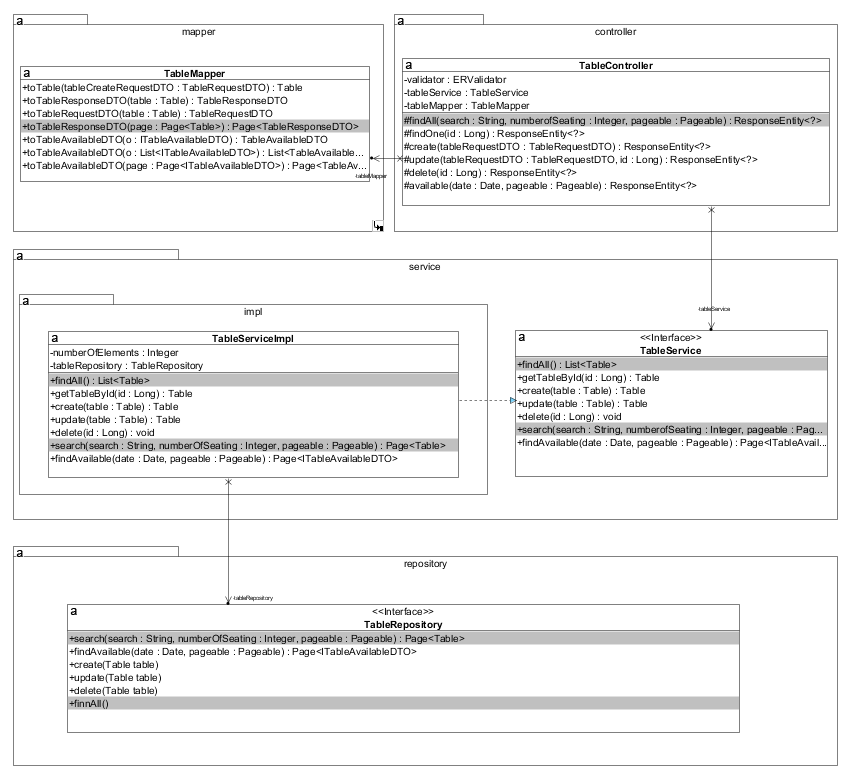 a
mapper
a
TableMapper
+toTable(tableCreateRequestDTO : TableRequestDTO) : Table
+toTableResponseDTO(table : Table) : TableResponseDTO
+toTableRequestDTO(table : Table) : TableRequestDTO
+toTableResponseDTO(page : Page<Table>) : Page<TableResponseDTO>
+toTableAvailableDTO(o : ITableAvailableDTO) : TableAvailableDTO
+toTableAvailableDTO(o : List<ITableAvailableDTO>) : List<TableAvailable...
+toTableAvailableDTO(page : Page<ITableAvailableDTO>) : Page<TableAv...
-tableMapper
a
controller
a
TableController
-validator : ERValidator
-tableService : TableService
-tableMapper : TableMapper
#findAll(search : String, numberofSeating : Integer, pageable : Pageable) : ResponseEntity<?>
#findOne(id : Long) : ResponseEntity<?>
#create(tableRequestDTO : TableRequestDTO) : ResponseEntity<?>
#update(tableRequestDTO : TableRequestDTO, id : Long) : ResponseEntity<?>
#delete(id : Long) : ResponseEntity<?>
#available(date : Date, pageable : Pageable) : ResponseEntity<?>
a
service
-tableService
a
impl
a
TableServiceImpl
-numberOfElements : Integer
-tableRepository : TableRepository
+findAll() : List<Table>
+getTableById(id : Long) : Table
+create(table : Table) : Table
+update(table : Table) : Table
+delete(id : Long) : void
+search(search : String, numberOfSeating : Integer, pageable : Pageable) : Page<Table>
+findAvailable(date : Date, pageable : Pageable) : Page<ITableAvailableDTO>
a
<<Interface>>
TableService
+findAll() : List<Table>
+getTableById(id : Long) : Table
+create(table : Table) : Table
+update(table : Table) : Table
+delete(id : Long) : void
+search(search : String, numberofSeating : Integer, pageable : Pag...
+findAvailable(date : Date, pageable : Pageable) : Page<ITableAvail...
a
repository
-tableRepository
a
<<Interface>>
TableRepository
+search(search : String, numberOfSeating : Integer, pageable : Pageable) : Page<Table>
+findAvailable(date : Date, pageable : Pageable) : Page<ITableAvailableDTO>
+create(Table table)
+update(Table table)
+delete(Table table)
+finnAll()